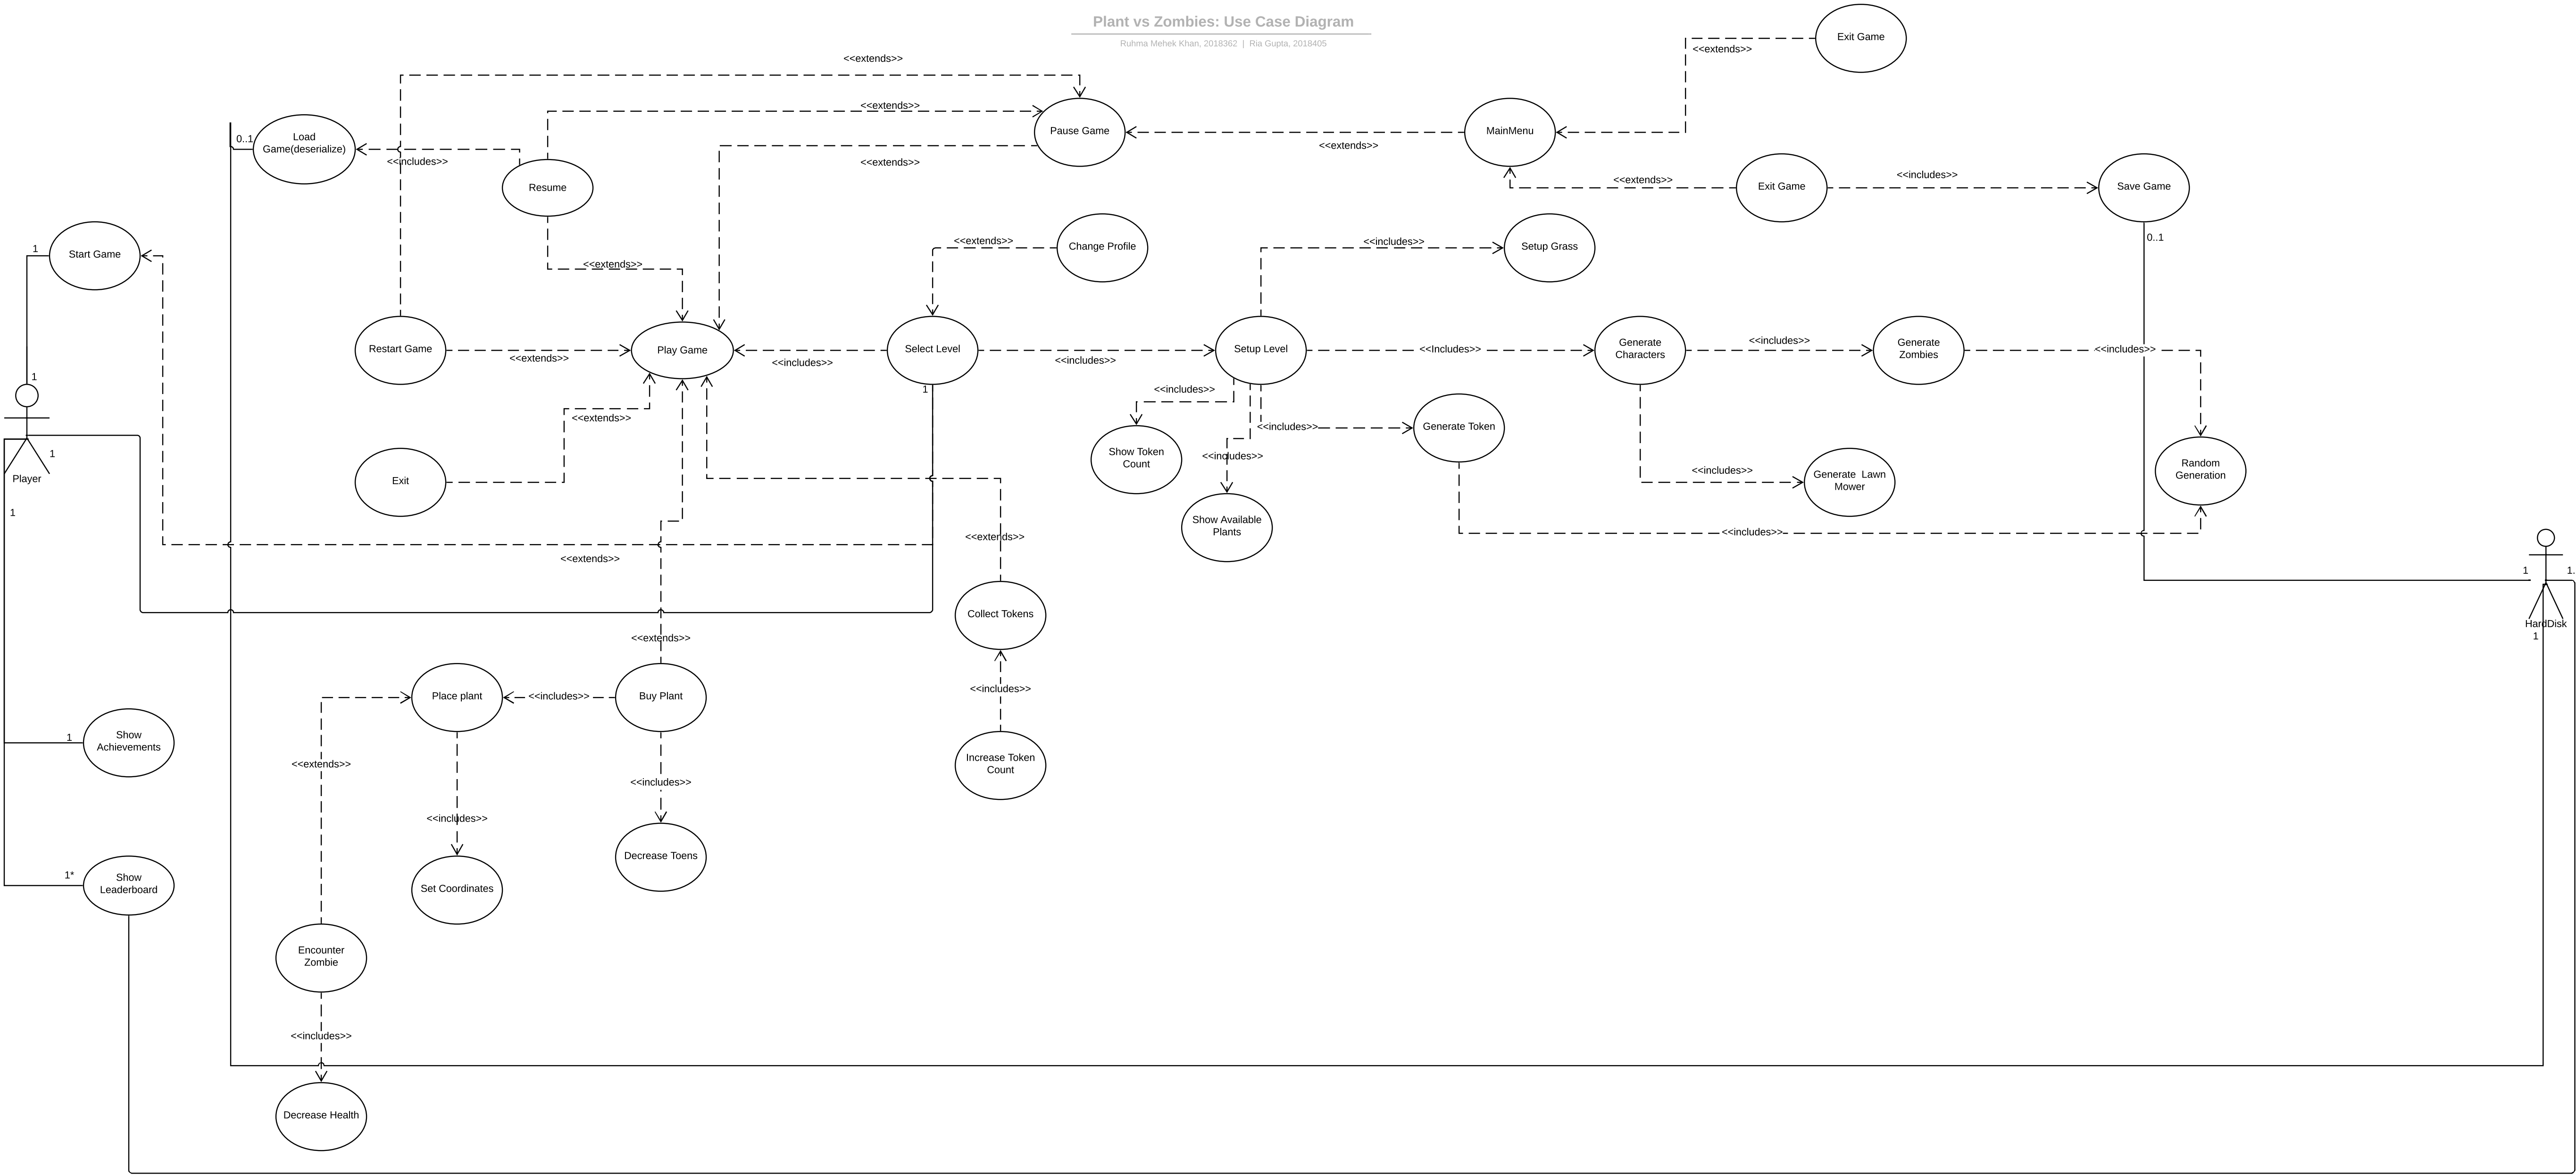 Plant vs Zombies: Use Case Diagram
Ruhma Mehek Khan, 2018362 | Ria Gupta, 2018405
Exit Game
<<extends>>
<<extends>>
<<extends>>
Pause Game
MainMenu
<<extends>>
0..1
Load
Game(deserialize)
<<includes>>
<<extends>>
Resume
<<extends>>
Exit Game
<<includes>>
Save Game
0..1
1
Start Game
<<extends>>
Change Profile
<<includes>>
Setup Grass
<<extends>>
Restart Game
<<extends>>
Play Game
<<includes>>
Select Level
<<includes>>
Setup Level
<<Includes>>
Generate
Characters
<<includes>>
Generate
Zombies
<<includes>>
1
1
<<includes>>
<<extends>>
<<includes>>
Generate Token
Show Token
Count
<<includes>>
1
Player
Exit
<<includes>>
Generate  Lawn
Mower
Random
Generation
1
Show Available
Plants
<<includes>>
<<extends>>
<<extends>>
1
1.
HardDisk
1
Collect Tokens
<<extends>>
Place plant
<<includes>>
Buy Plant
<<includes>>
1
Show
Achievements
<<extends>>
<<includes>>
Increase Token
Count
<<includes>>
Decrease Toens
1*
Show
Leaderboard
Set Coordinates
Encounter
Zombie
<<includes>>
Decrease Health